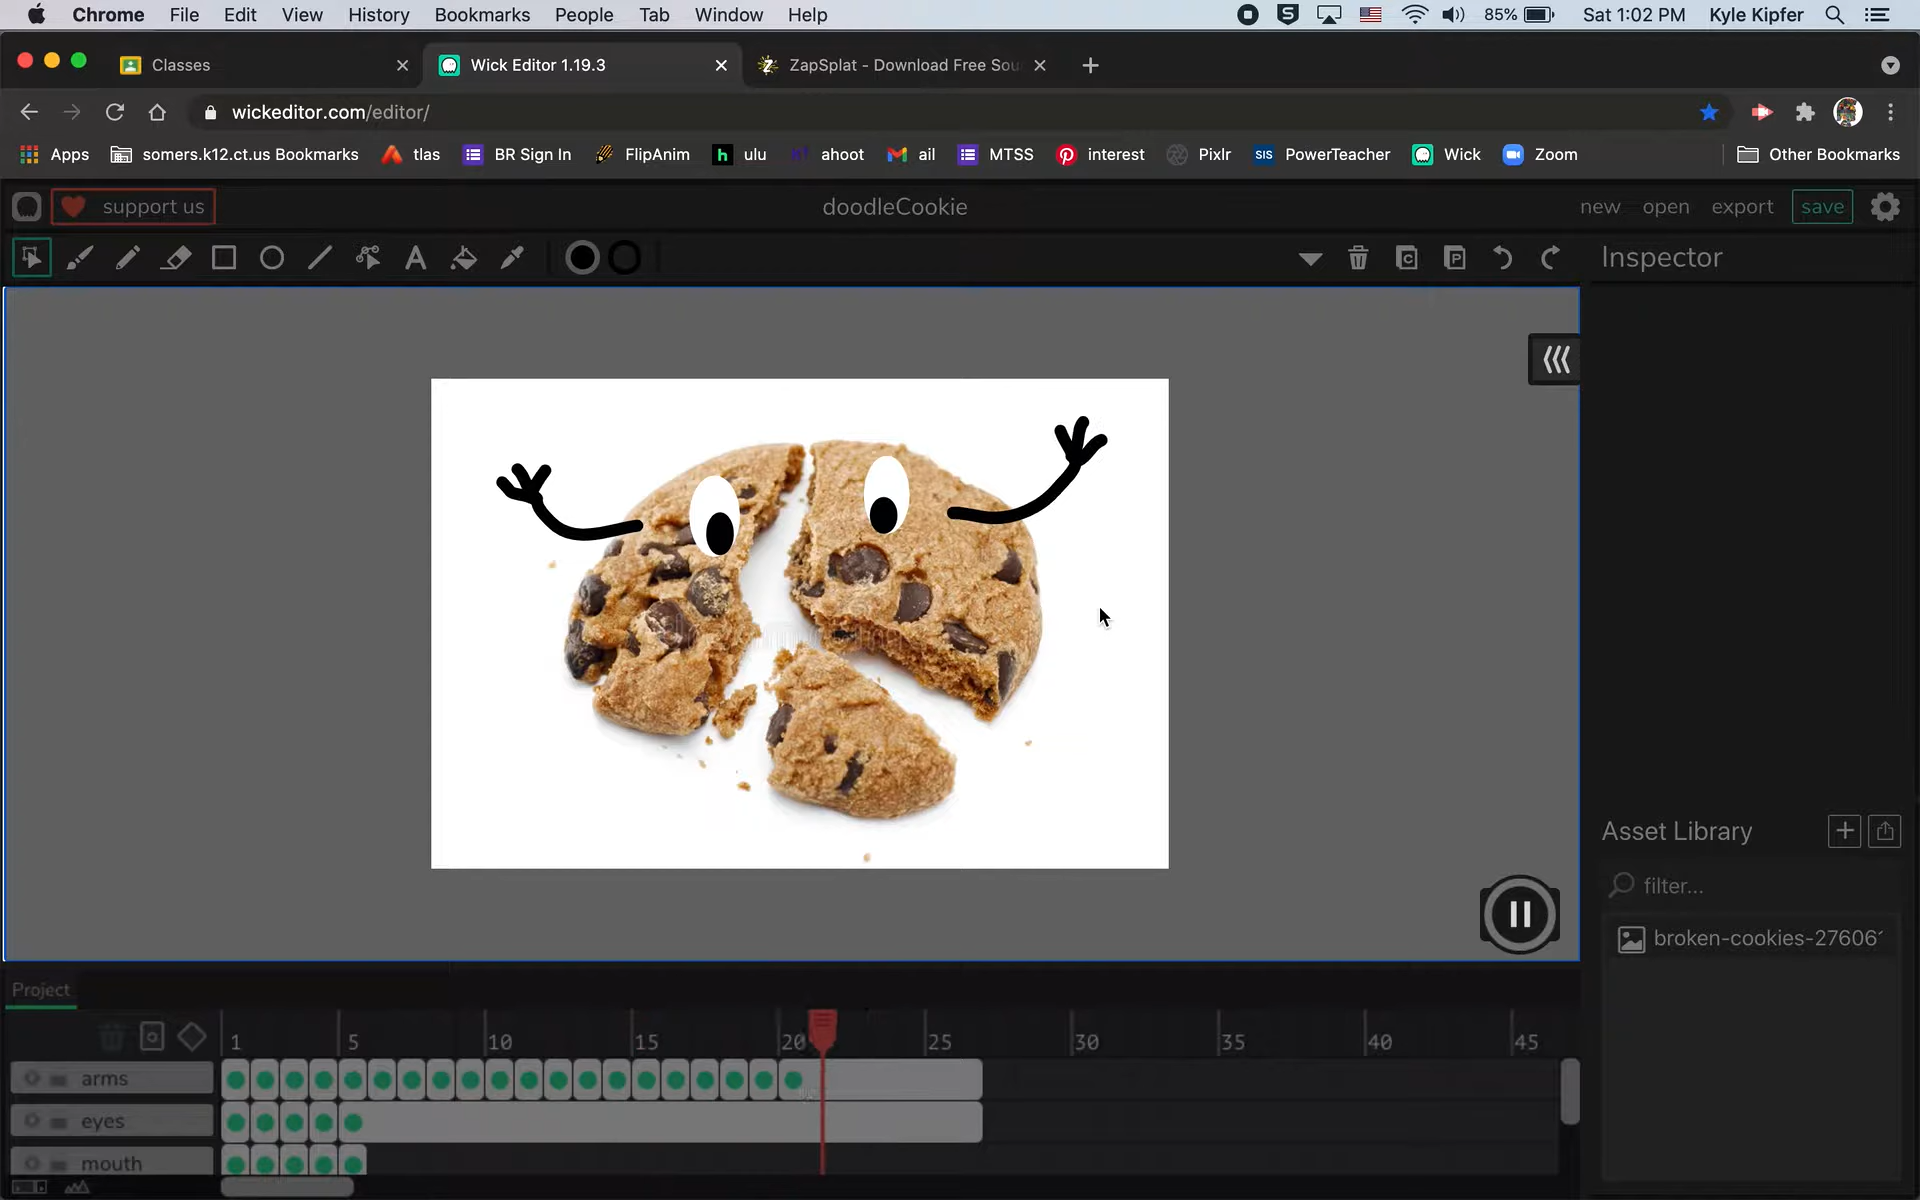 Chrome File Edit View History Bookmarks People Tab Window Help 85% Sat 1:02 PM Kyle Kipfer
Classes Wick Editor 1.19.3 ZapSplat - Download Free Sou
wickeditor.com/editor/
Apps somers.k12.ct.us Bookmarks tlas BR Sign In FlipAnim ulu ahoot ail MTSS interest Pixlr SIS PowerTeacher Wick Zoom Other Bookmarks
support us doodleCookie new open export save
Inspector
Asset Library
filter...
broken-cookies-27606
Project
1 5 10 15 20 25 30 35 40 45
arms
eyes
mouth